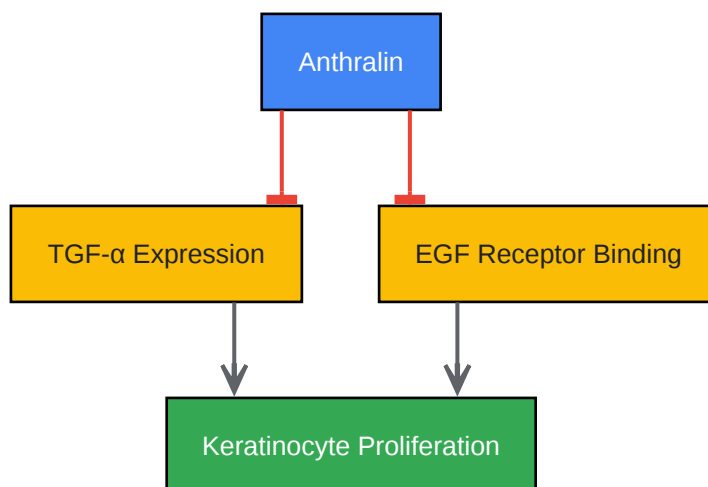 Anthralin
TGF-α Expression
EGF Receptor Binding
Keratinocyte Proliferation